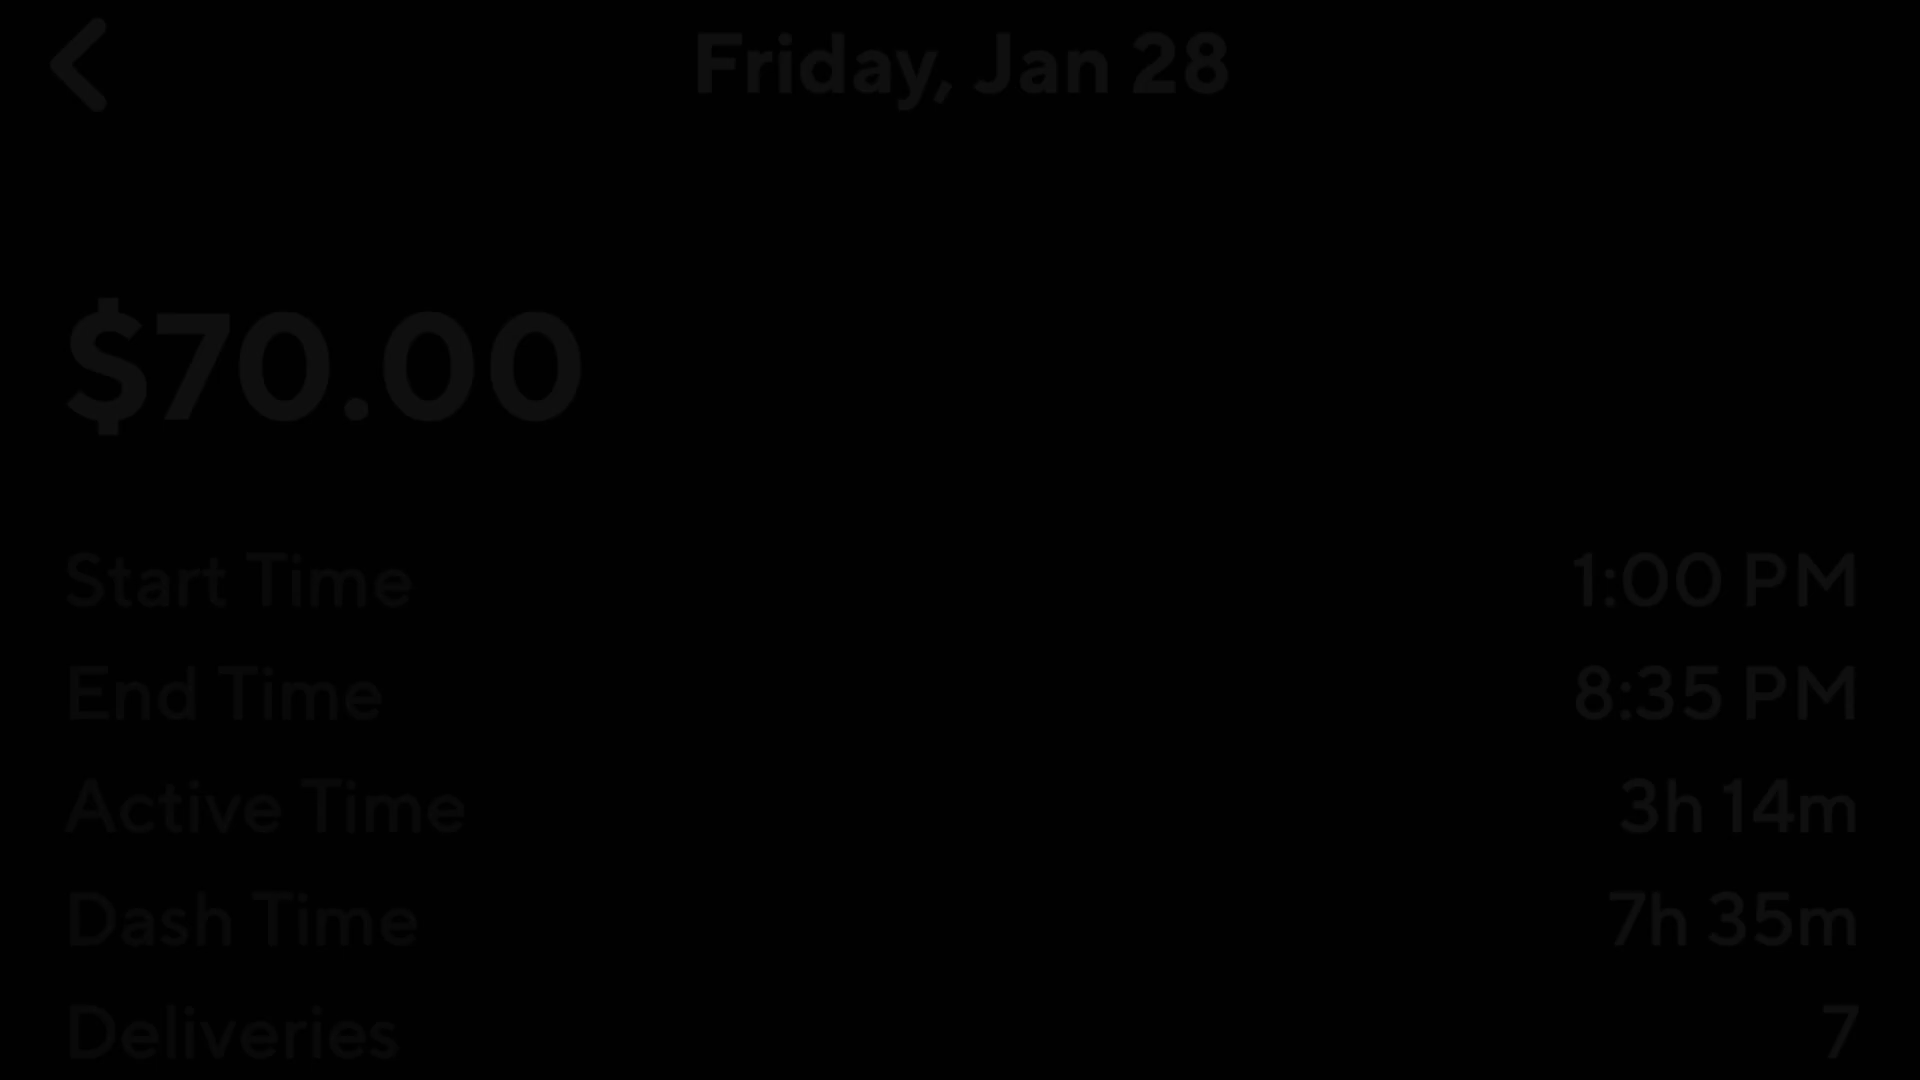 Friday, Jan 28
$70.00
Start Time 1:00 PM
End Time 8:35 PM
Active Time 3h 14m
Dash Time 7h 35m
Deliveries 7